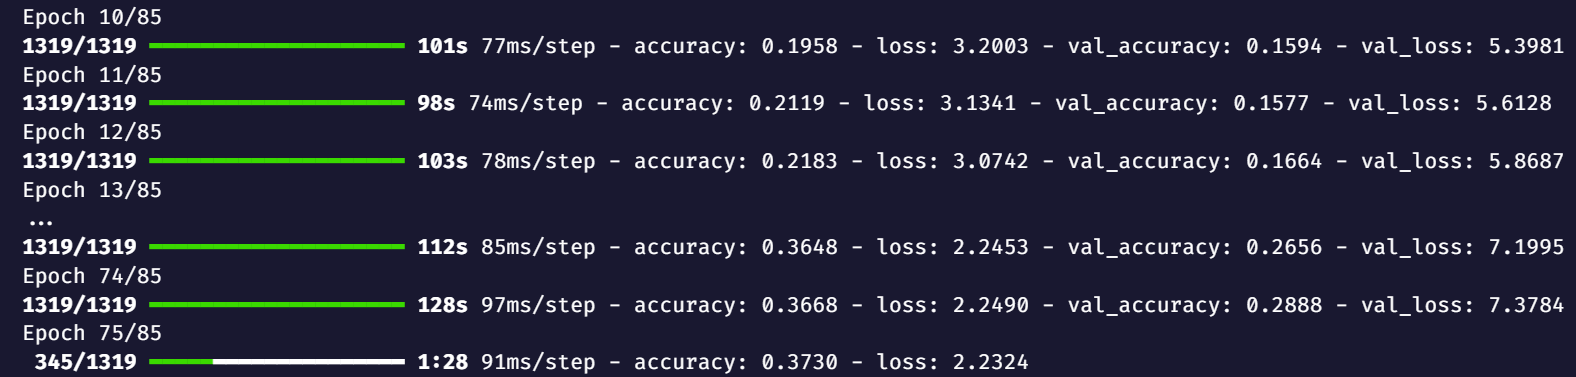 Epoch 10/85
1319/1319 101s 77ms/step - accuracy: 0.1958 - loss: 3.2003 - val_accuracy: 0.1594 - val_loss: 5.3981
Epoch 11/85
1319/1319 98s 74ms/step - accuracy: 0.2119 - loss: 3.1341 - val_accuracy: 0.1577 - val_loss: 5.6128
Epoch 12/85
1319/1319 103s 78ms/step - accuracy: 0.2183 - loss: 3.0742 - val_accuracy: 0.1664 - val_loss: 5.8687
Epoch 13/85
...
1319/1319 112s 85ms/step - accuracy: 0.3648 - loss: 2.2453 - val_accuracy: 0.2656 - val_loss: 7.1995
Epoch 74/85
1319/1319 128s 97ms/step - accuracy: 0.3668 - loss: 2.2490 - val_accuracy: 0.2888 - val_loss: 7.3784
Epoch 75/85
345/1319 1:28 91ms/step - accuracy: 0.3730 - loss: 2.2324